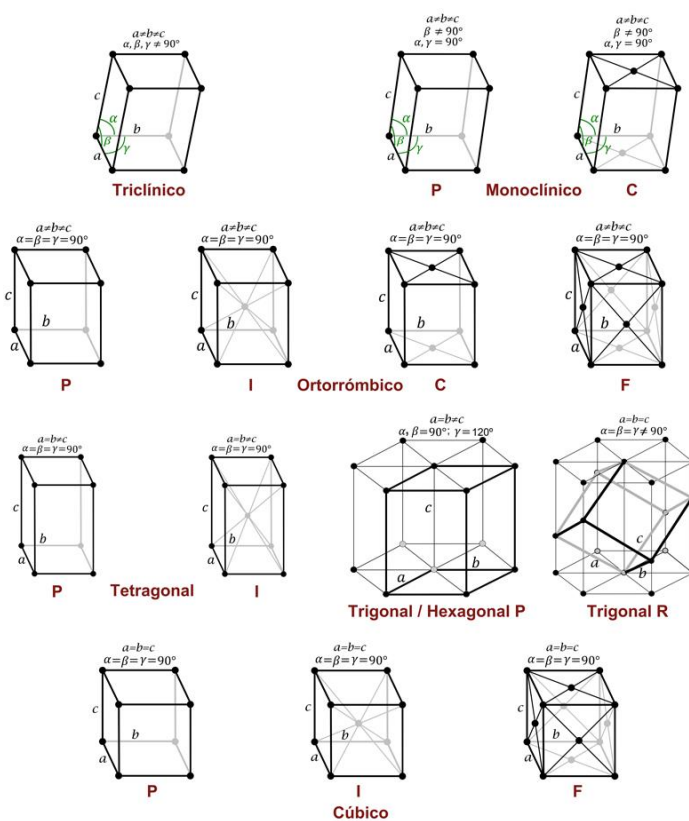 a≠b≠c
α, β, γ ≠ 90°
c
α
b
β
a
γ
Triclínico
a≠b≠c
β ≠ 90°
α, γ = 90°
c
α
b
β
a
γ
P
Monoclínico
a≠b≠c
β ≠ 90°
α, γ = 90°
c
α
b
β
a
γ
C
a≠b≠c
α=β=γ=90°
c
b
a
P
a≠b≠c
α=β=γ=90°
c
b
a
I
Ortorrómbico
a≠b≠c
α=β=γ=90°
c
b
a
C
a≠b≠c
α=β=γ=90°
c
b
a
F
a=b≠c
α=β=γ=90°
c
b
a
P
Tetragonal
a=b≠c
α=β=γ=90°
c
b
a
I
a=b≠c
α, β=90°; γ=120°
c
a
b
Trigonal / Hexagonal P
a=b=c
α=β=γ≠90°
c
a
b
Trigonal R
a=b=c
α=β=γ=90°
c
b
a
P
a=b=c
α=β=γ=90°
c
b
a
I
Cúbico
a=b=c
α=β=γ=90°
c
b
a
F